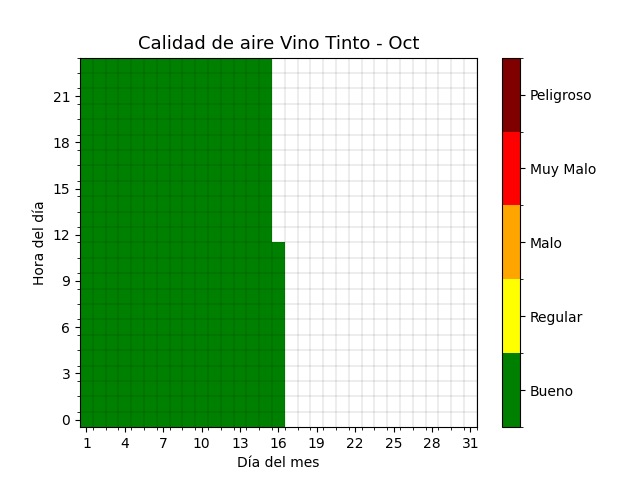 Calidad de aire Vino Tinto - Oct
Hora del día
21
18
15
12
9
6
3
0
1 4 7 10 13 16 19 22 25 28 31
Día del mes
Peligroso
Muy Malo
Malo
Regular
Bueno